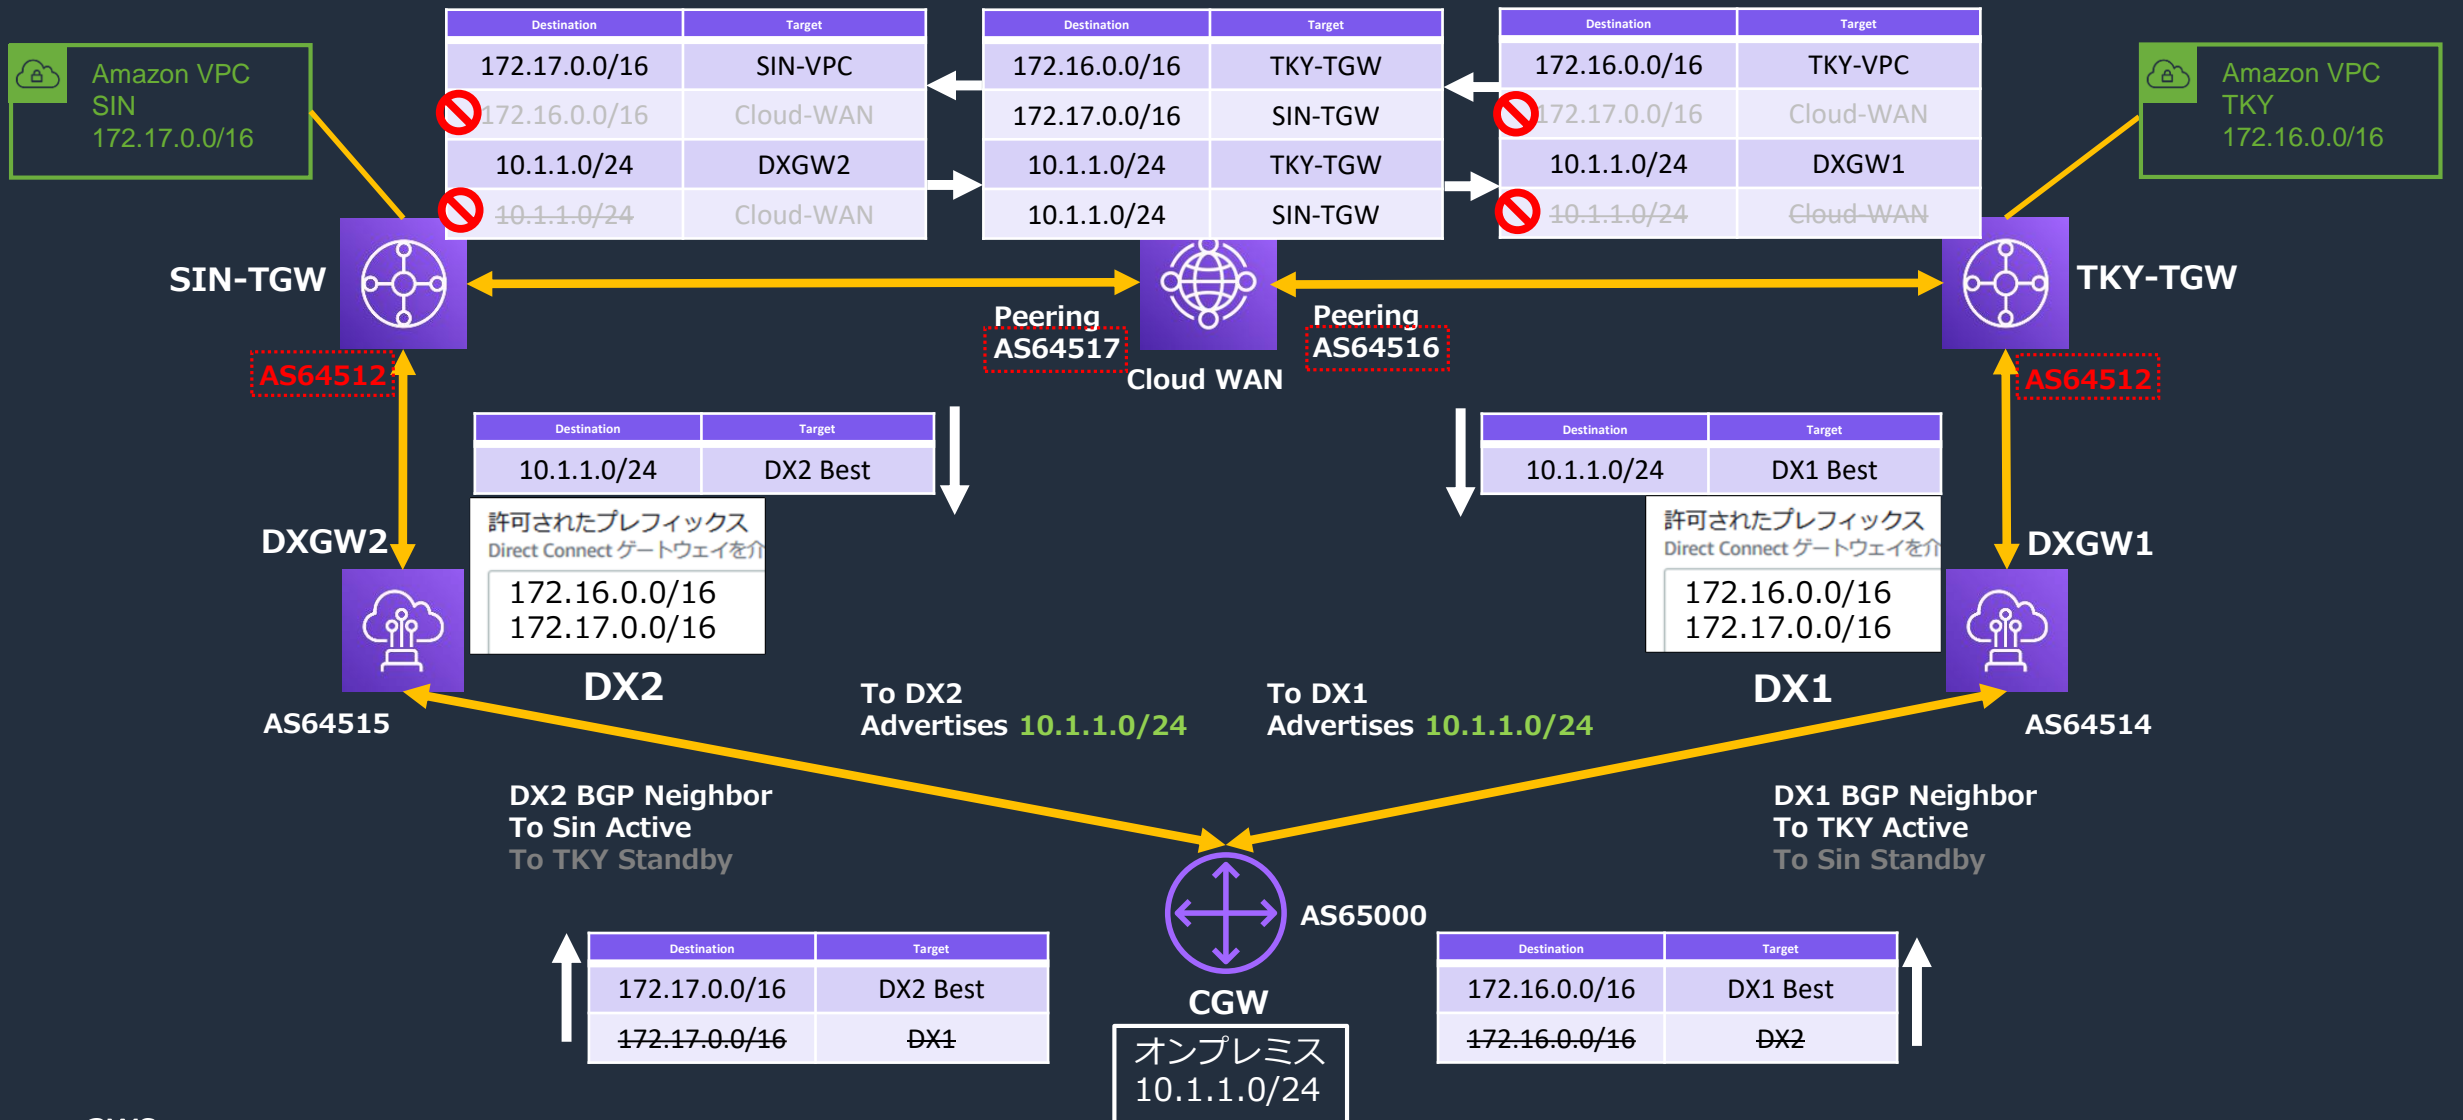 Destination Target
172.17.0.0/16 SIN-VPC
172.16.0.0/16 Cloud-WAN
10.1.1.0/24 DXGW2
10.1.1.0/24 Cloud-WAN
Destination Target
172.16.0.0/16 TKY-TGW
172.17.0.0/16 SIN-TGW
10.1.1.0/24 TKY-TGW
10.1.1.0/24 SIN-TGW
Destination Target
172.16.0.0/16 TKY-VPC
172.17.0.0/16 Cloud-WAN
10.1.1.0/24 DXGW1
10.1.1.0/24 Cloud-WAN
Amazon VPC
SIN
172.17.0.0/16
Amazon VPC
TKY
172.16.0.0/16
SIN-TGW
TKY-TGW
Peering
AS64517
Peering
AS64516
Cloud WAN
AS64512
AS64512
Destination Target
10.1.1.0/24 DX2 Best
Destination Target
10.1.1.0/24 DX1 Best
DXGW2
許可されたプレフィックス
Direct Connect ゲートウェイを介
172.16.0.0/16
172.17.0.0/16
許可されたプレフィックス
Direct Connect ゲートウェイを介
172.16.0.0/16
172.17.0.0/16
DXGW1
DX2
To DX2
Advertises 10.1.1.0/24
To DX1
Advertises 10.1.1.0/24
DX1
AS64515
AS64514
DX2 BGP Neighbor
To Sin Active
To TKY Standby
DX1 BGP Neighbor
To TKY Active
To Sin Standby
AS65000
Destination Target
172.17.0.0/16 DX2 Best
172.17.0.0/16 DX1
CGW
Destination Target
172.16.0.0/16 DX1 Best
172.16.0.0/16 DX2
オンプレミス
10.1.1.0/24